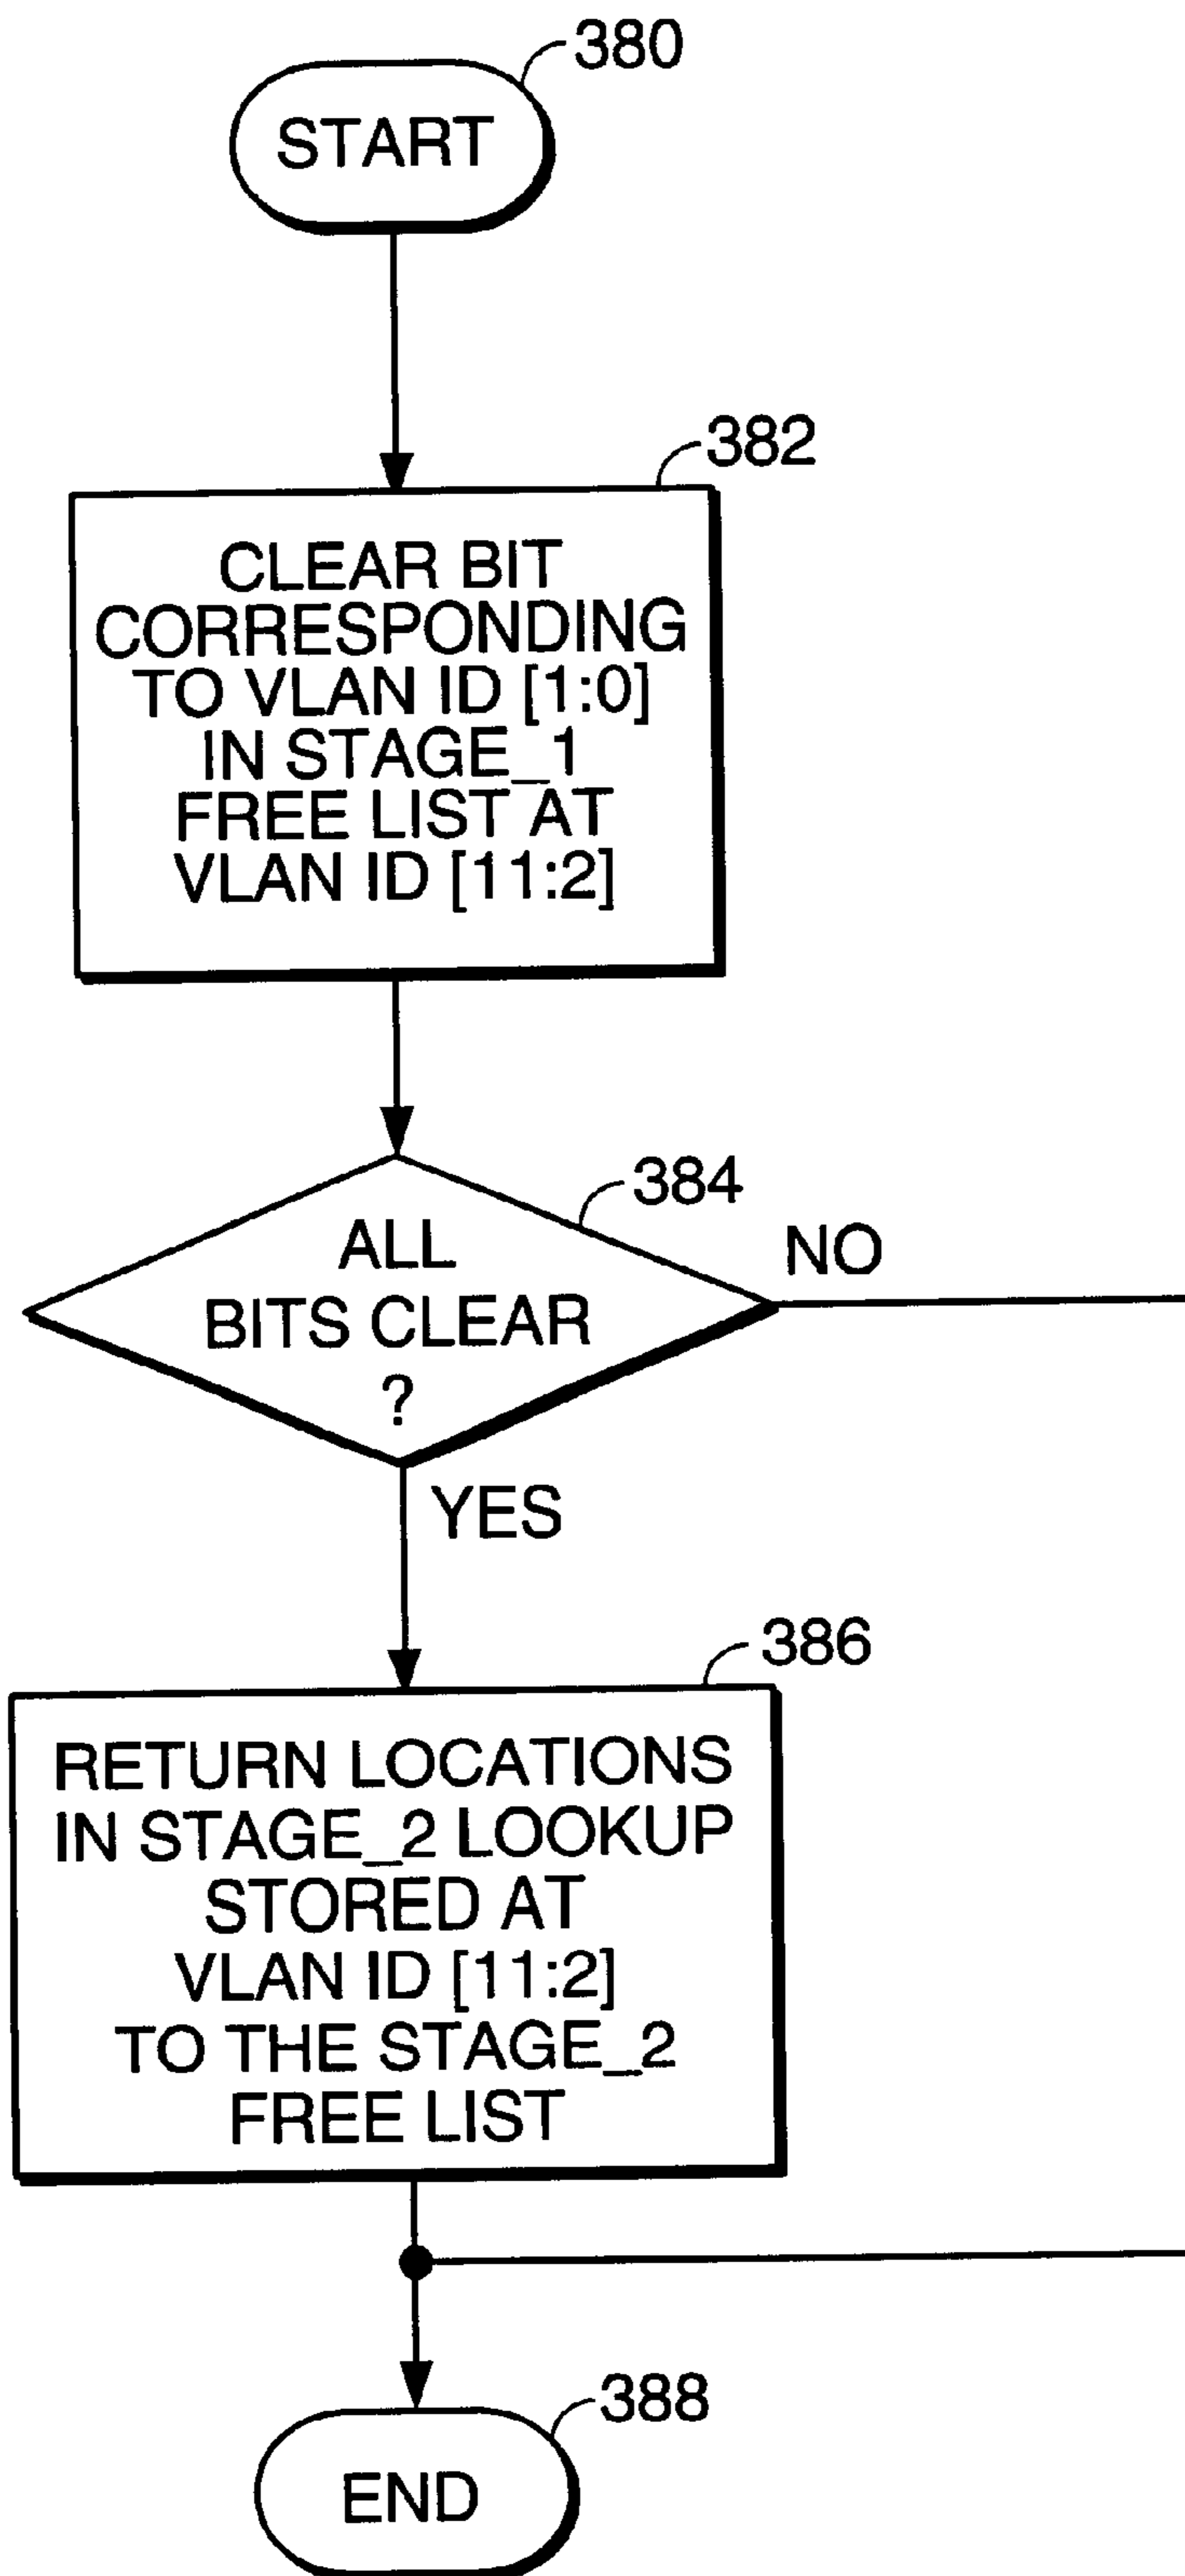 380
START
382
CLEAR BIT
CORRESPONDING
TO VLAN ID [1:0]
IN STAGE_1
FREE LIST AT
VLAN ID [11:2]
384
ALL
BITS CLEAR
?
NO
YES
386
RETURN LOCATIONS
IN STAGE_2 LOOKUP
STORED AT
VLAN ID [11:2]
TO THE STAGE_2
FREE LIST
388
END